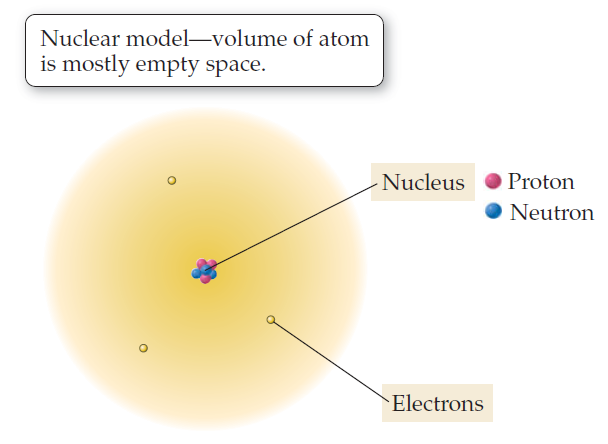 Nuclear model—volume of atom
is mostly empty space.
Nucleus
Proton
Neutron
Electrons